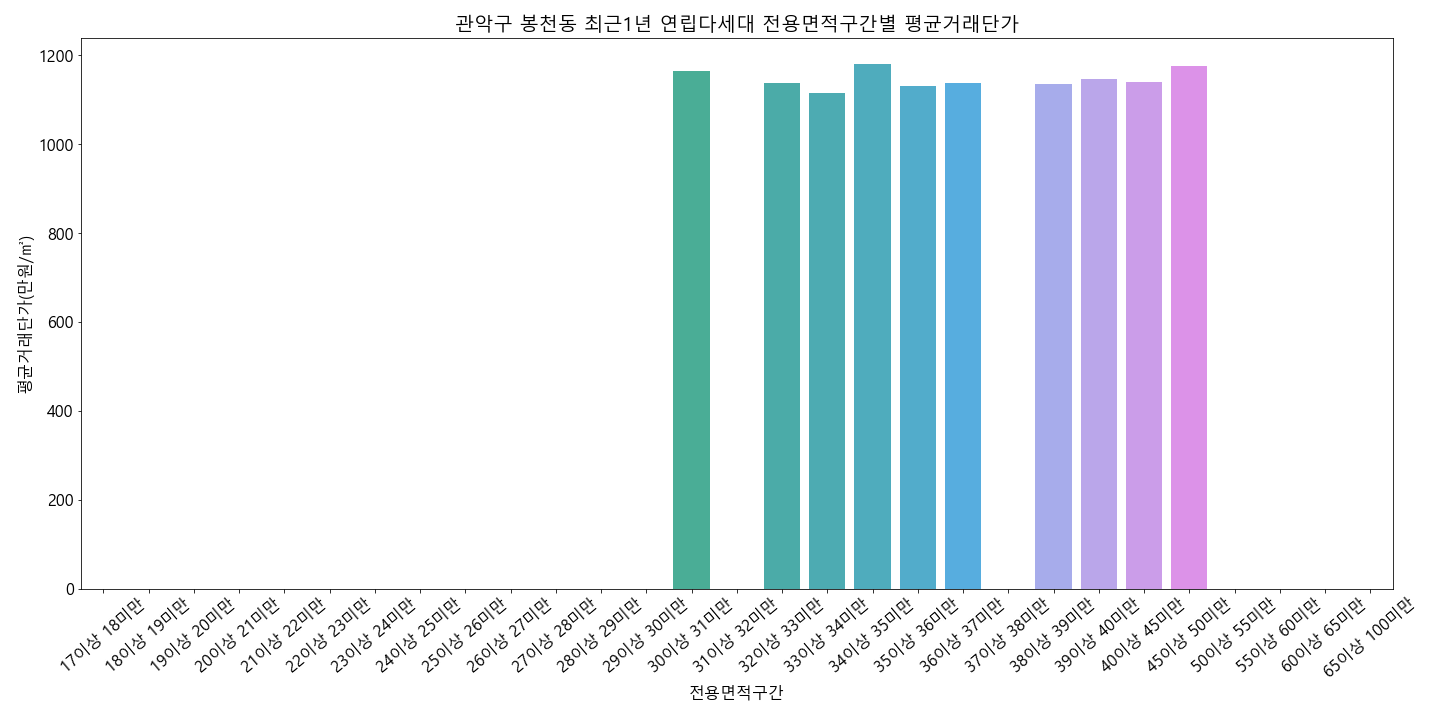 관악구 봉천동 최근1년 연립다세대 전용면적구간별 평균거래단가
평균거래단가(만원/㎡)
1200
1000
800
600
400
200
0
17이상 18미만
18이상 19미만
19이상 20미만
20이상 21미만
21이상 22미만
22이상 23미만
23이상 24미만
24이상 25미만
25이상 26미만
26이상 27미만
27이상 28미만
28이상 29미만
29이상 30미만
30이상 31미만
31이상 32미만
32이상 33미만
33이상 34미만
34이상 35미만
35이상 36미만
36이상 37미만
37이상 38미만
38이상 39미만
39이상 40미만
40이상 45미만
45이상 50미만
50이상 55미만
55이상 60미만
60이상 65미만
65이상 100미만
전용면적구간